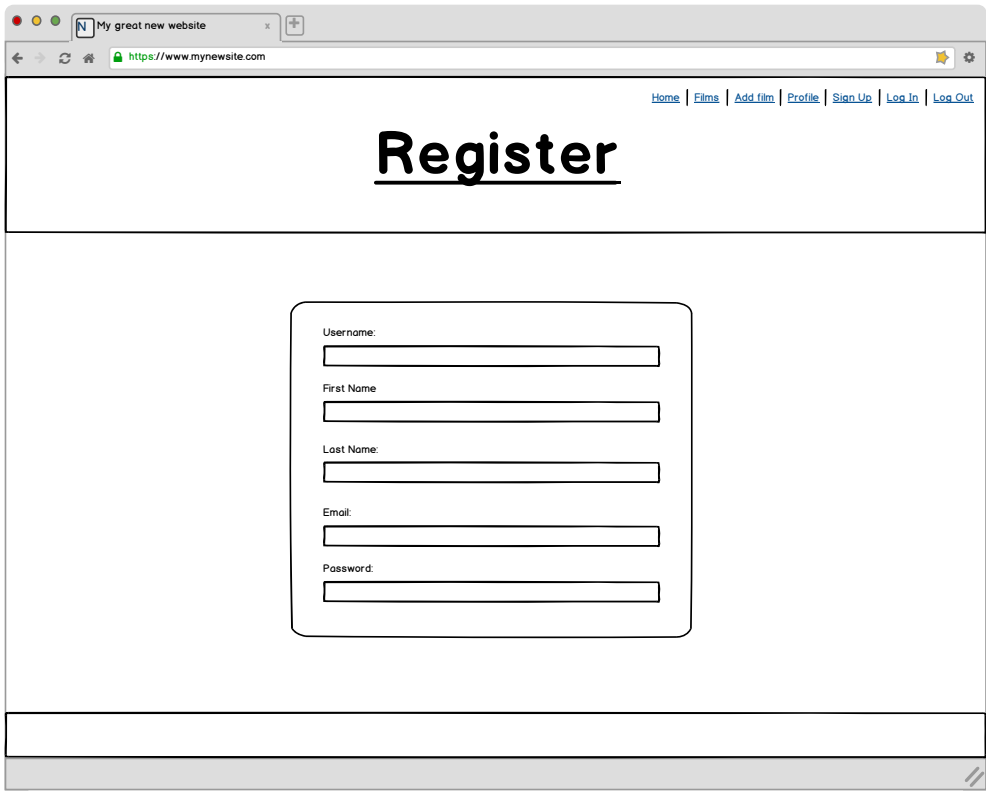 N My great new website x
https://www.mynewsite.com
Home | Films | Add film | Profile | Sign Up | Log In | Log Out
Register
Username:
First Name
Last Name:
Email:
Password: